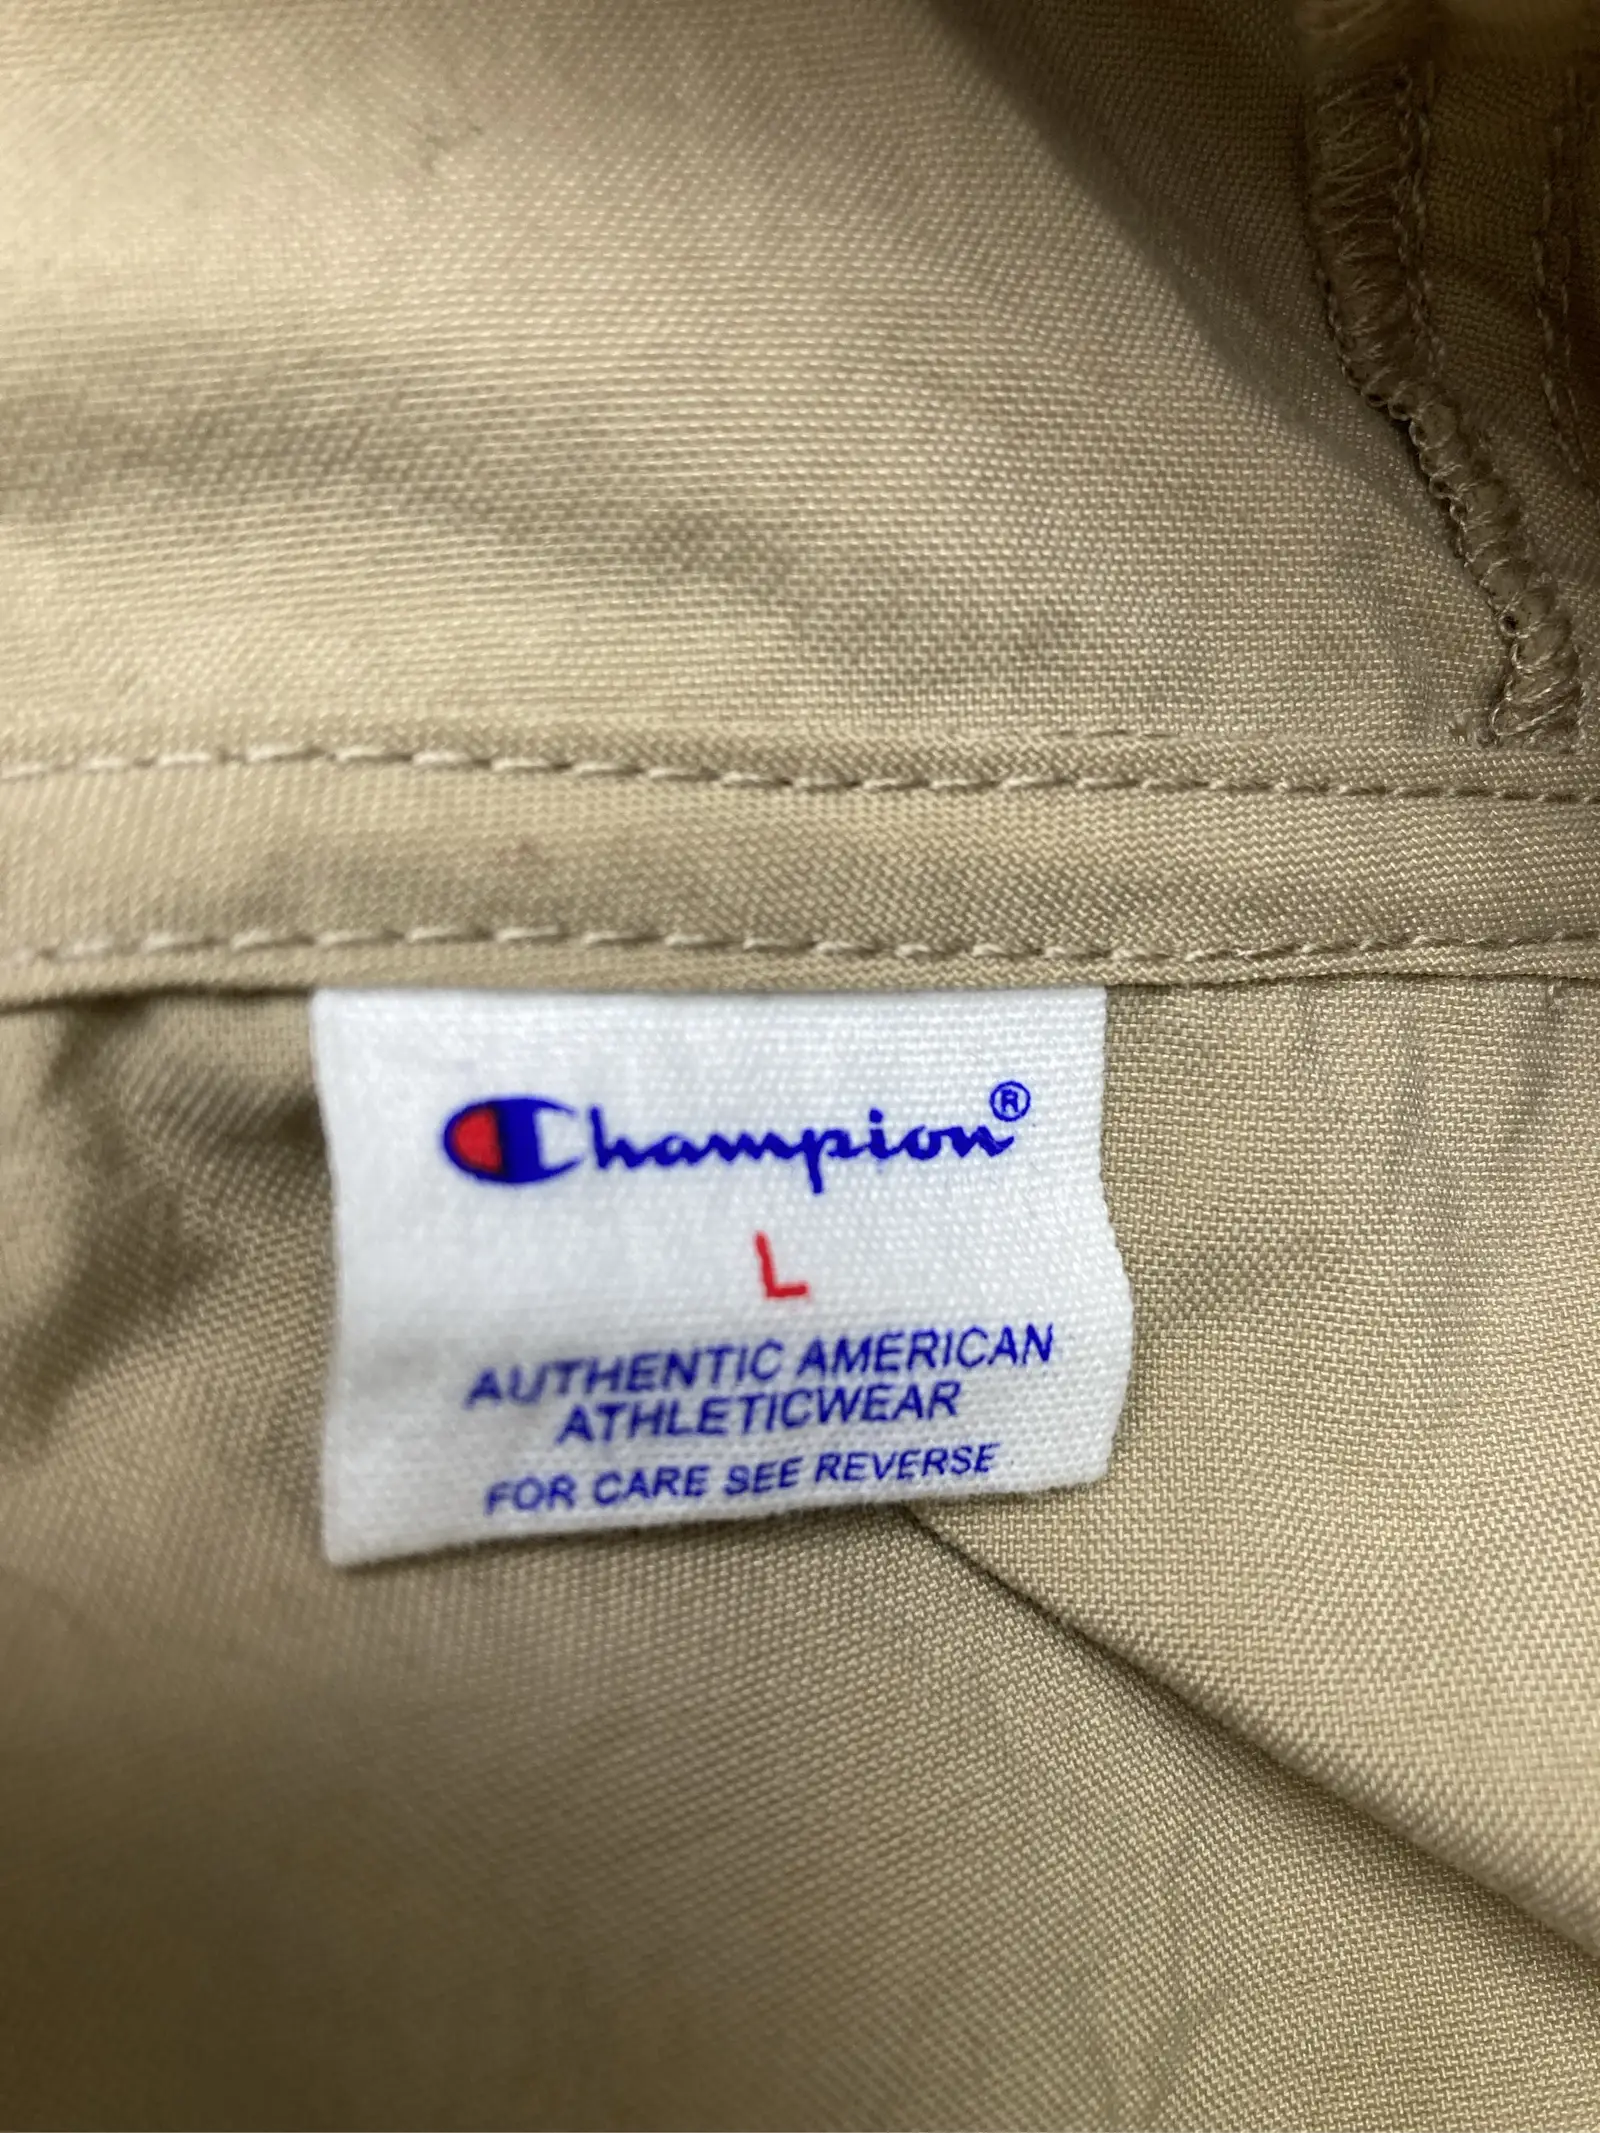 Champion®
L
AUTHENTIC AMERICAN
ATHLETICWEAR
FOR CARE SEE REVERSE